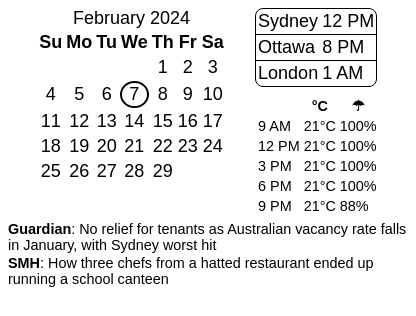 February 2024
Su Mo Tu We Th Fr Sa
1 2 3
4 5 6 7 8 9 10
11 12 13 14 15 16 17
18 19 20 21 22 23 24
25 26 27 28 29
Sydney 12 PM
Ottawa 8 PM
London 1 AM
°C ☂
9 AM 21°C 100%
12 PM 21°C 100%
3 PM 21°C 100%
6 PM 21°C 100%
9 PM 21°C 88%
Guardian: No relief for tenants as Australian vacancy rate falls
in January, with Sydney worst hit
SMH: How three chefs from a hatted restaurant ended up
running a school canteen